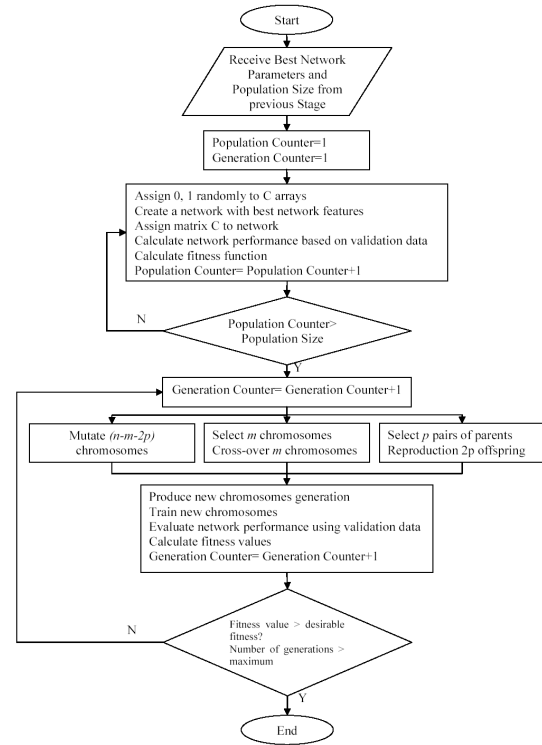 Start
Receive Best Network
Parameters and
Population Size from
previous Stage
Population Counter=1
Generation Counter=1
Assign 0, 1 randomly to C arrays
Create a network with best network features
Assign matrix C to network
Calculate network performance based on validation data
Calculate fitness function
Population Counter= Population Counter+1
N
Population Counter>
Population Size
Y
Generation Counter= Generation Counter+1
Mutate (n-m-2p)
chromosomes
Select m chromosomes
Cross-over m chromosomes
Select p pairs of parents
Reproduction 2p offspring
Produce new chromosomes generation
Train new chromosomes
Evaluate network performance using validation data
Calculate fitness values
Generation Counter= Generation Counter+1
N
Fitness value > desirable
fitness?
Number of generations >
maximum
Y
End